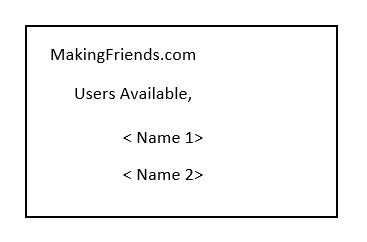 MakingFriends.com
Users Available,
< Name 1>
< Name 2>